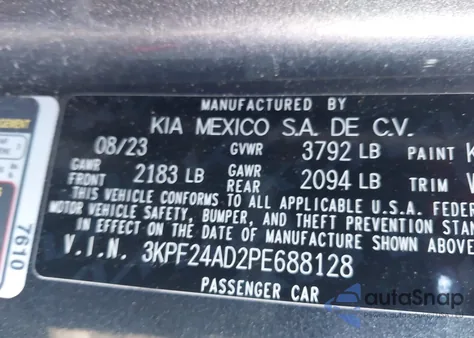 MANUFACTURED BY
KIA MEXICO S.A. DE C.V.
08/23 GVWR 3792 LB PAINT K
GAWR FRONT 2183 LB GAWR REAR 2094 LB TRIM
THIS VEHICLE CONFORMS TO ALL APPLICABLE U.S.A. FEDER
MOTOR VEHICLE SAFETY, BUMPER, AND THEFT PREVENTION STAN
IN EFFECT ON THE DATE OF MANUFACTURE SHOWN ABOVE
V.I.N. 3KPF24AD2PE688128
PASSENGER CAR
7610
autoSnap